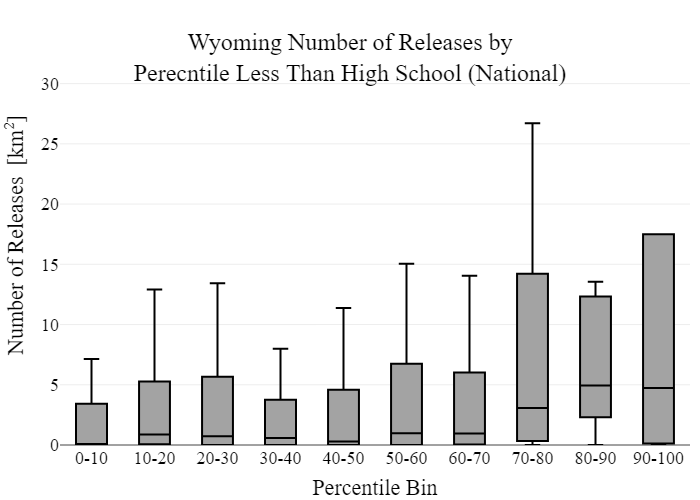 Wyoming Number of Releases by
Perecntile Less Than High School (National)
Number of Releases [km²]
30
25
20
15
10
5
0
0-10 10-20 20-30 30-40 40-50 50-60 60-70 70-80 80-90 90-100
Percentile Bin